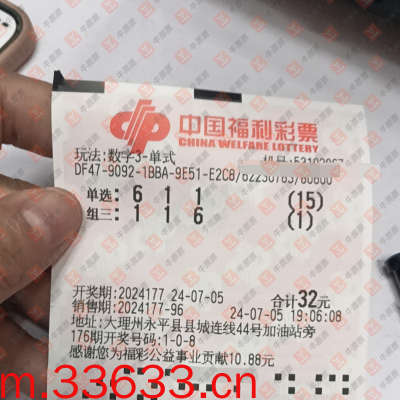 中国福利彩票
CHINA WELFARE LOTTERY
玩法:数字3-单式
DF47-9092-1BBA-9E51-E2C8/62256783/80800
单选: 6 1 1 (15)
组三: 1 1 6 (1)
开奖期:2024177 24-07-05 合计32元
销售期:2024177-96 24-07-05 19:06:08
地址:大理州永平县县城连线44号加油站旁
176期开奖号码:1-0-8
感谢您为福彩公益事业贡献10.88元
m.33633.cn